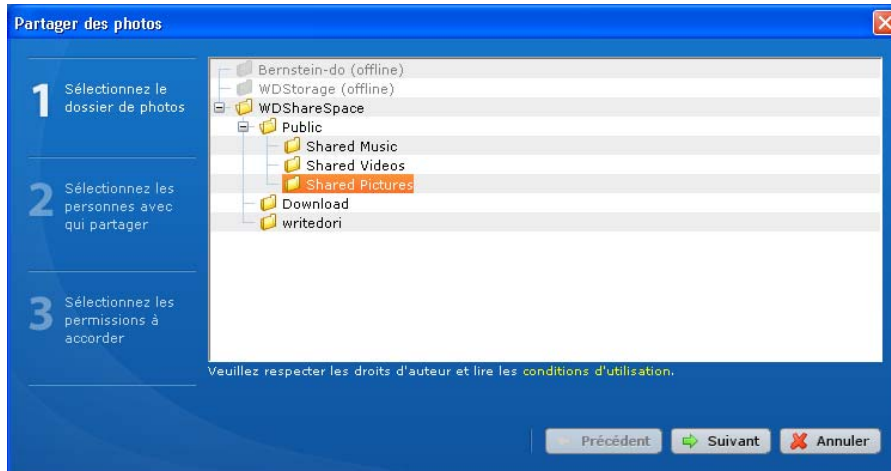 Partager des photos
1 Sélectionnez le
dossier de photos
2 Sélectionnez les
personnes avec
qui partager
3 Sélectionnez les
permissions à
accorder
Bernstein-do (offline)
WDStorage (offline)
WDShareSpace
Public
Shared Music
Shared Videos
Shared Pictures
Download
writedori
Veuillez respecter les droits d'auteur et lire les conditions d'utilisation.
Précédent
Suivant
Annuler